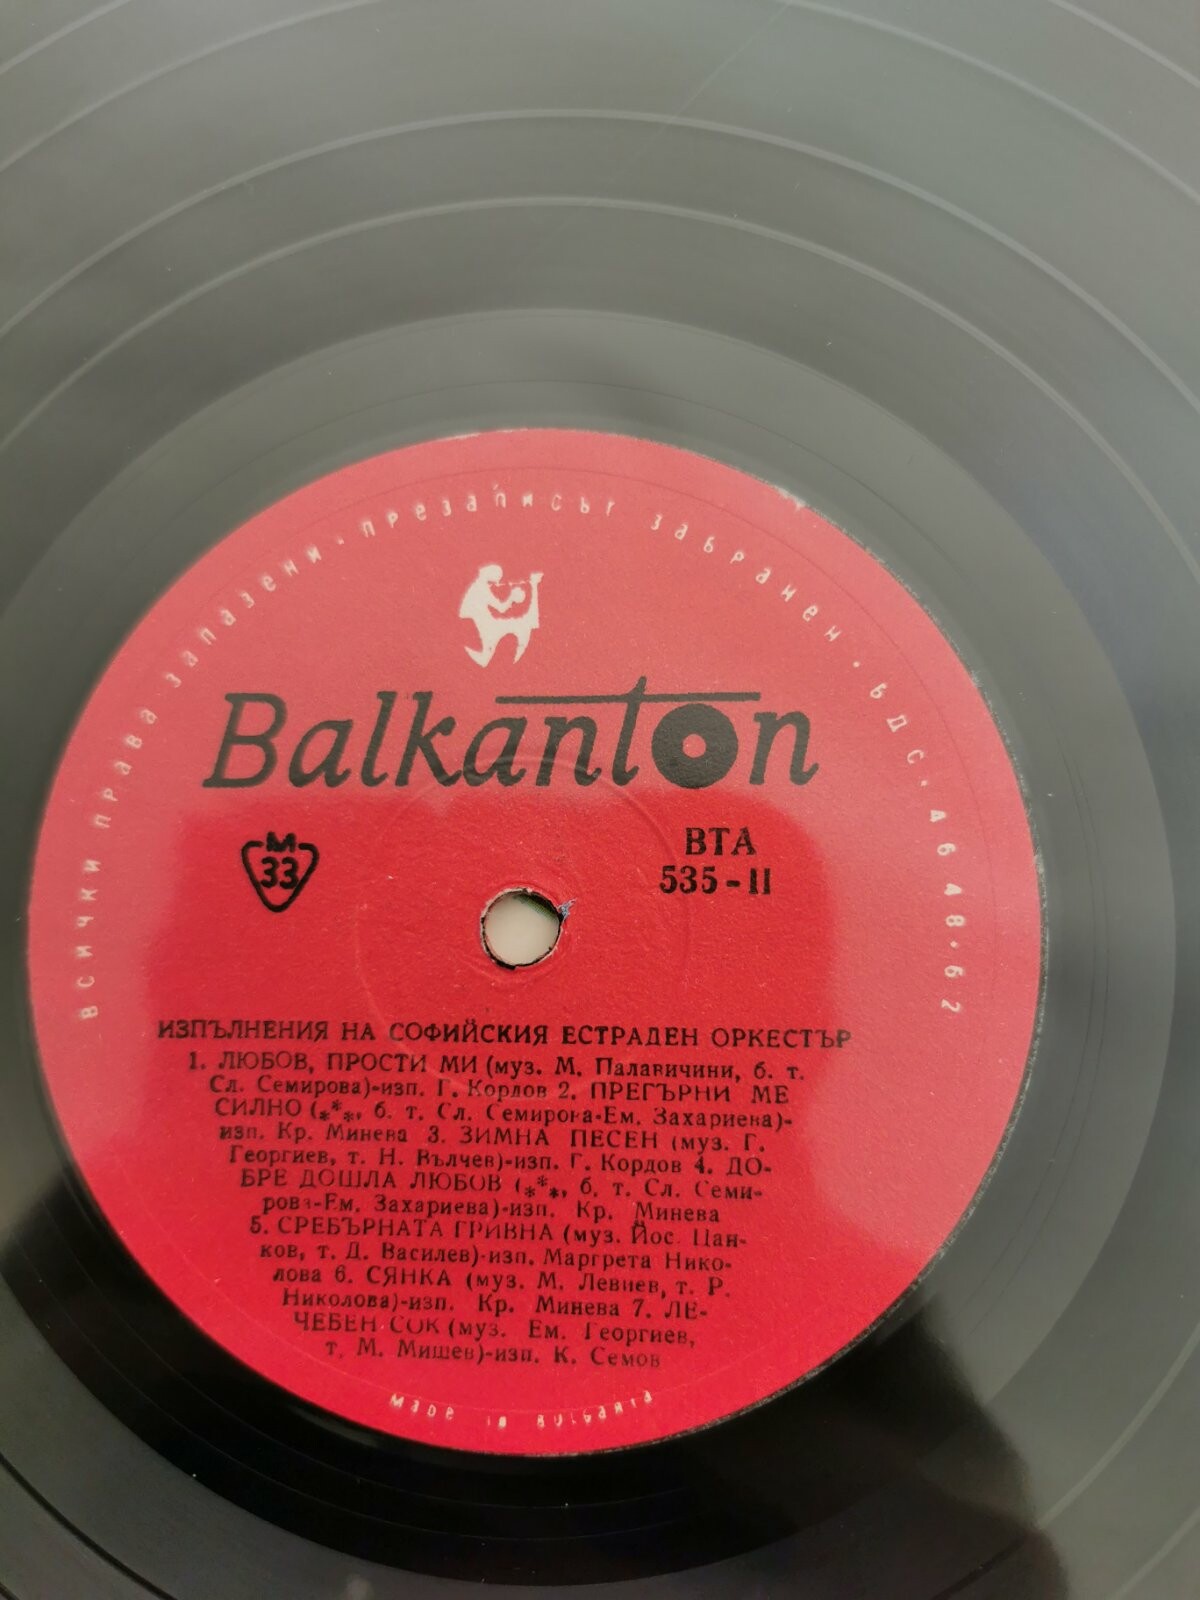 всички права запазени · презаписът забранен · БДС · 4648 · 62
Balkanton
М
33
ВТА
535-II
ИЗПЪЛНЕНИЯ НА СОФИЙСКИЯ ЕСТРАДЕН ОРКЕСТЪР
1. ЛЮБОВ, ПРОСТИ МИ (муз. М. Палавичини, б. т.
Сл. Семирова)-изп. Г. Кордов 2. ПРЕГЪРНИ МЕ
СИЛНО (***, б. т. Сл. Семирова-Ем. Захариева)-
изп. Кр. Минева 3. ЗИМНА ПЕСЕН (муз. Г.
Георгиев, т. Н. Вълчев)-изп. Г. Кордов 4. ДО-
БРЕ ДОШЛА ЛЮБОВ (***, б. т. Сл. Семи-
рова-Ем. Захариева)-изп. Кр. Минева
5. СРЕБЪРНАТА ГРИВНА (муз. Йос. Цан-
ков, т. Д. Василев)-изп. Маргрета Нико-
лова 6. СЯНКА (муз. М. Левиев, т. Р.
Николова)-изп. Кр. Минева 7. ЛЕ-
ЧЕБЕН СОК (муз. Ем. Георгиев,
т. М. Мишев)-изп. К. Семов
Made in Bulgaria